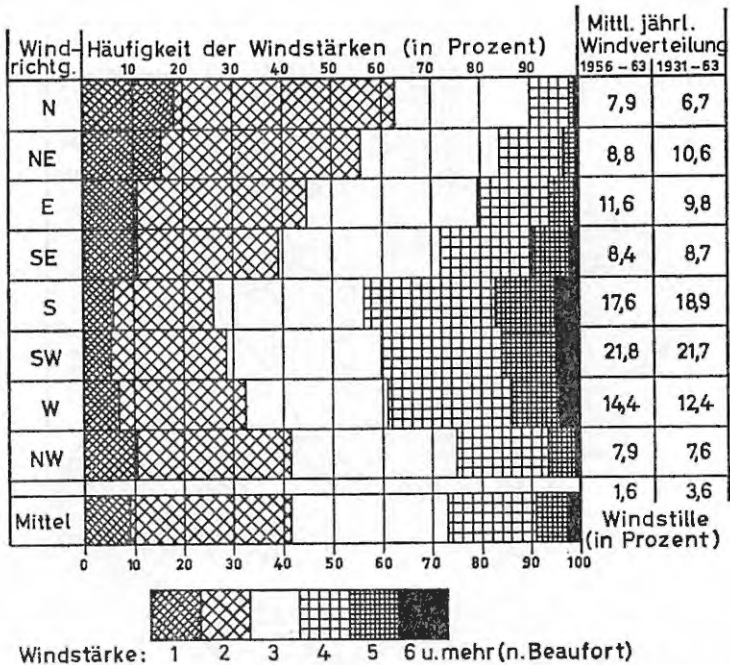 Mittl. jährl.
Wind- Häufigkeit der Windstärken (in Prozent) Windverteilung
richtg. 10 20 30 40 50 60 70 80 90 1956-63 1931-63
N 7,9 6,7
NE 8,8 10,6
E 11,6 9,8
SE 8,4 8,7
S 17,6 18,9
SW 21,8 21,7
W 14,4 12,4
NW 7,9 7,6
1,6 3,6
Mittel Windstille
0 10 20 30 40 50 60 70 80 90 100 (in Prozent)
Windstärke: 1 2 3 4 5 6 u.mehr (n.Beaufort)